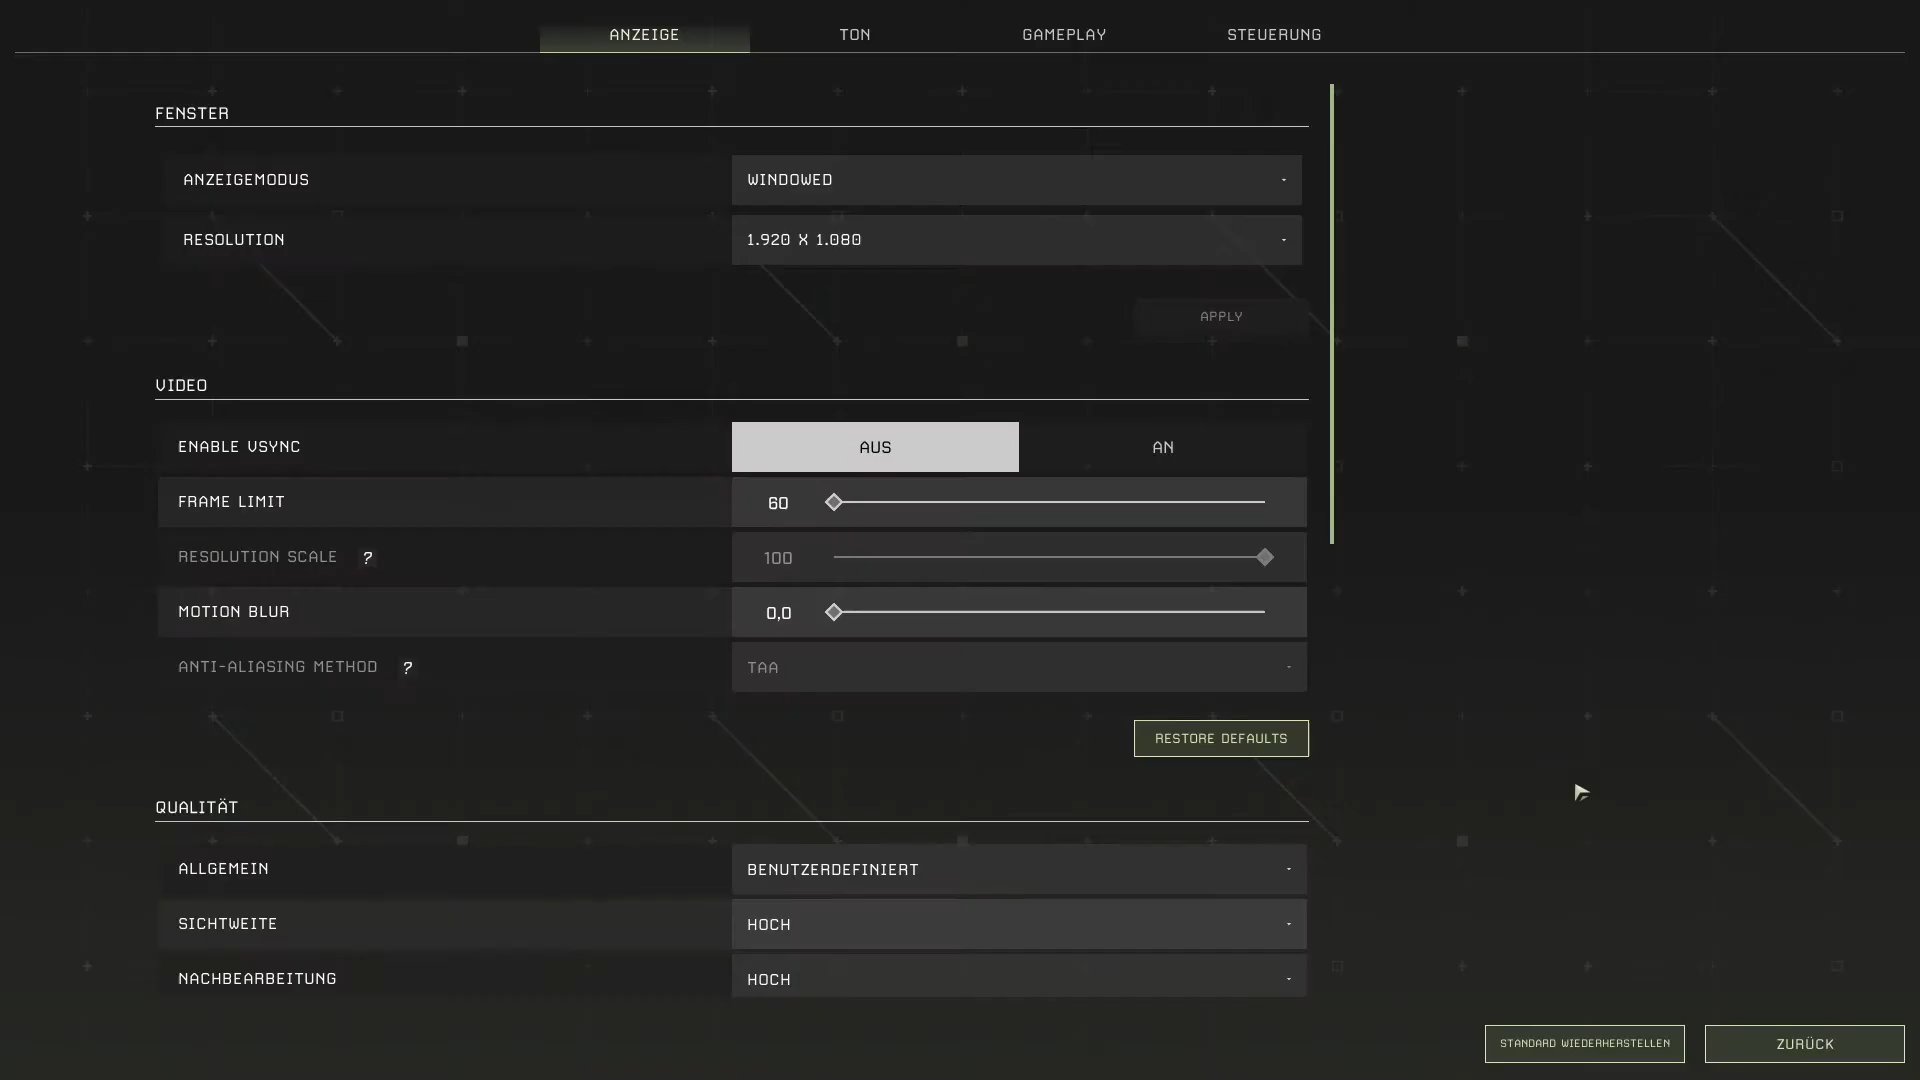 ANZEIGE TON GAMEPLAY STEUERUNG
FENSTER
ANZEIGEMODUS WINDOWED
RESOLUTION 1.920 X 1.080
APPLY
VIDEO
ENABLE VSYNC AUS AN
FRAME LIMIT 60
RESOLUTION SCALE ? 100
MOTION BLUR 0,0
ANTI-ALIASING METHOD ? TAA
RESTORE DEFAULTS
QUALITÄT
ALLGEMEIN BENUTZERDEFINIERT
SICHTWEITE HOCH
NACHBEARBEITUNG HOCH
STANDARD WIEDERHERSTELLEN ZURÜCK